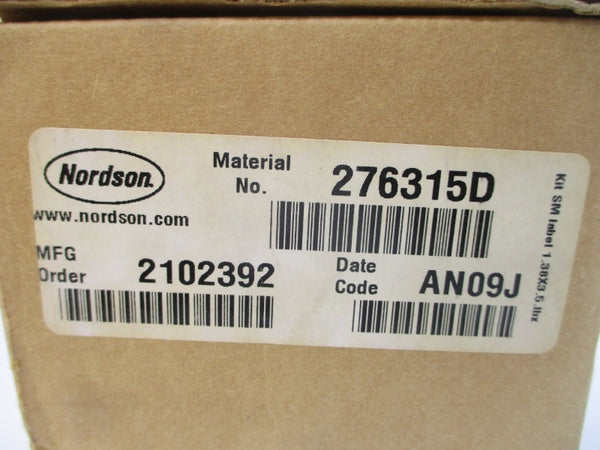 Nordson.
www.nordson.com
Material
No.
276315D
MFG
Order
2102392
Date
Code
AN09J
Kit SM label 1.38X3.5.lbx